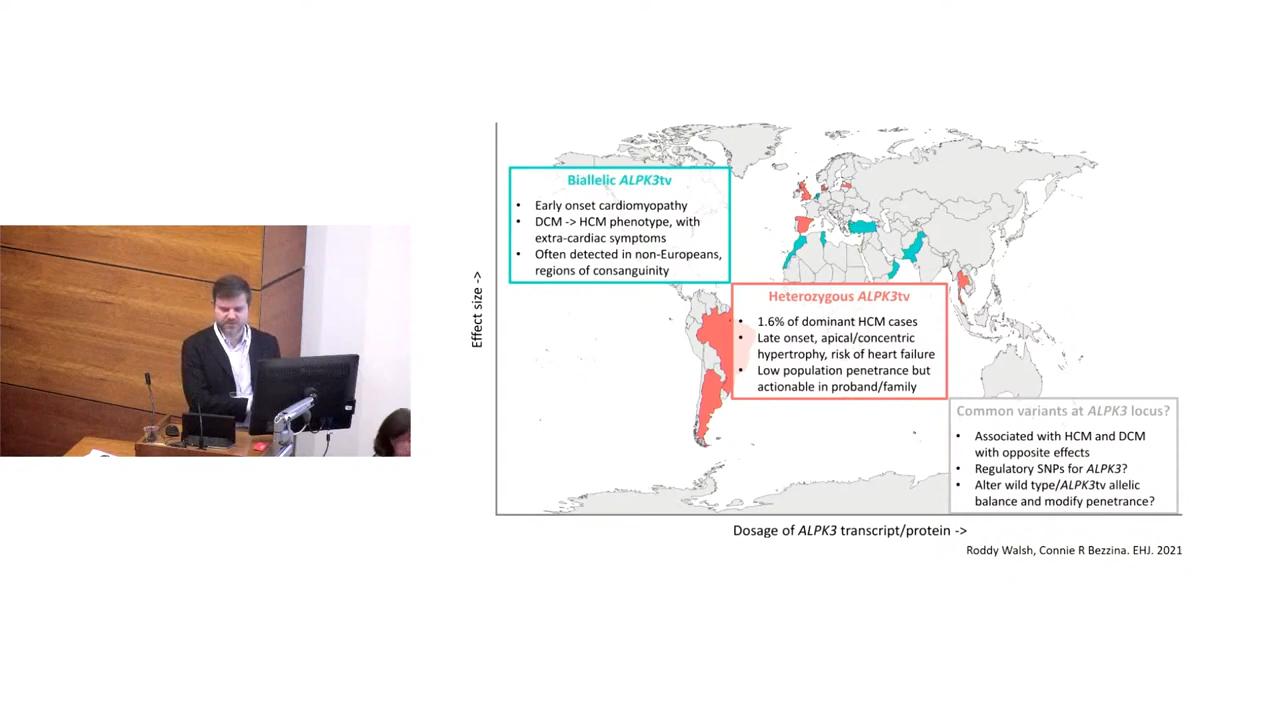 Biallelic ALPK3tv
• Early onset cardiomyopathy
• DCM -> HCM phenotype, with
extra-cardiac symptoms
• Often detected in non-Europeans,
regions of consanguinity
Effect size ->
Heterozygous ALPK3tv
• 1.6% of dominant HCM cases
• Late onset, apical/concentric
hypertrophy, risk of heart failure
• Low population penetrance but
actionable in proband/family
Common variants at ALPK3 locus?
• Associated with HCM and DCM
with opposite effects
• Regulatory SNPs for ALPK3?
• Alter wild type/ALPK3tv allelic
balance and modify penetrance?
Dosage of ALPK3 transcript/protein ->
Roddy Walsh, Connie R Bezzina. EHJ. 2021